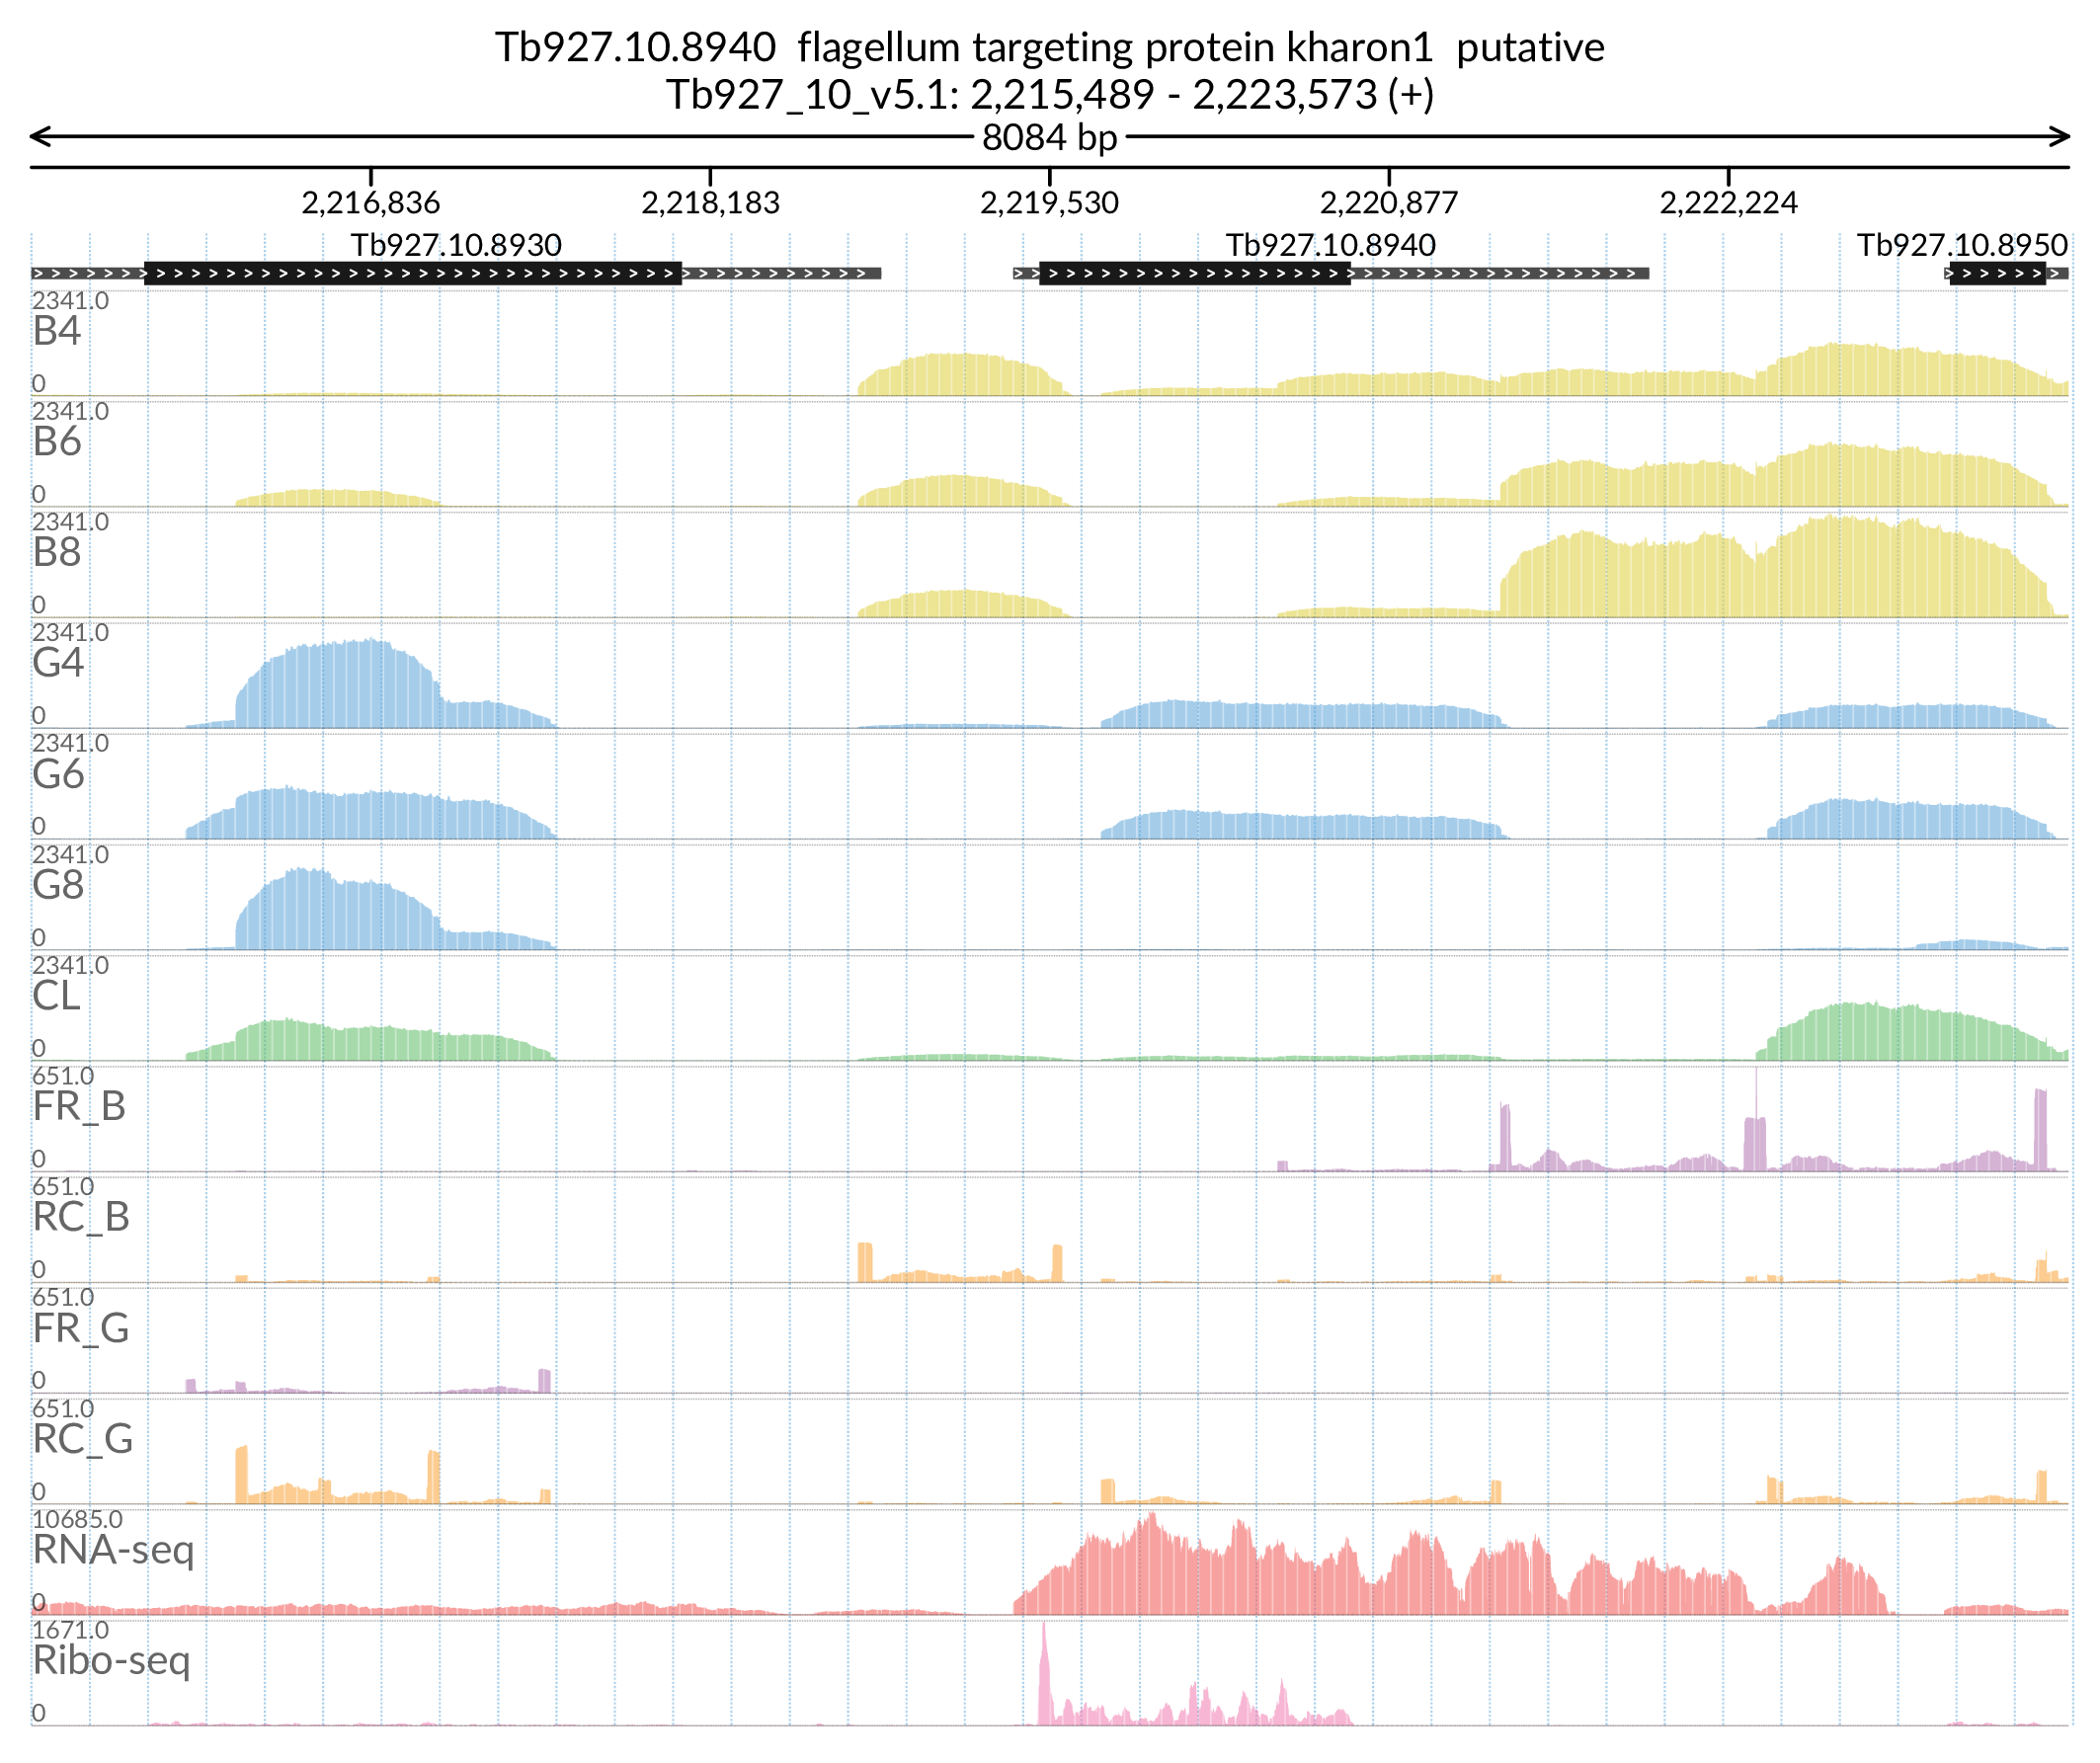 Tb927.10.8940 flagellum targeting protein kharon1 putative
Tb927_10_v5.1: 2,215,489 - 2,223,573 (+)
8084 bp
2,216,836 2,218,183 2,219,530 2,220,877 2,222,224
Tb927.10.8930 Tb927.10.8940 Tb927.10.8950
2341.0
B4
0
2341.0
B6
0
2341.0
B8
0
2341.0
G4
0
2341.0
G6
0
2341.0
G8
0
2341.0
CL
0
651.0
FR_B
0
651.0
RC_B
0
651.0
FR_G
0
651.0
RC_G
0
10685.0
RNA-seq
0
1671.0
Ribo-seq
0